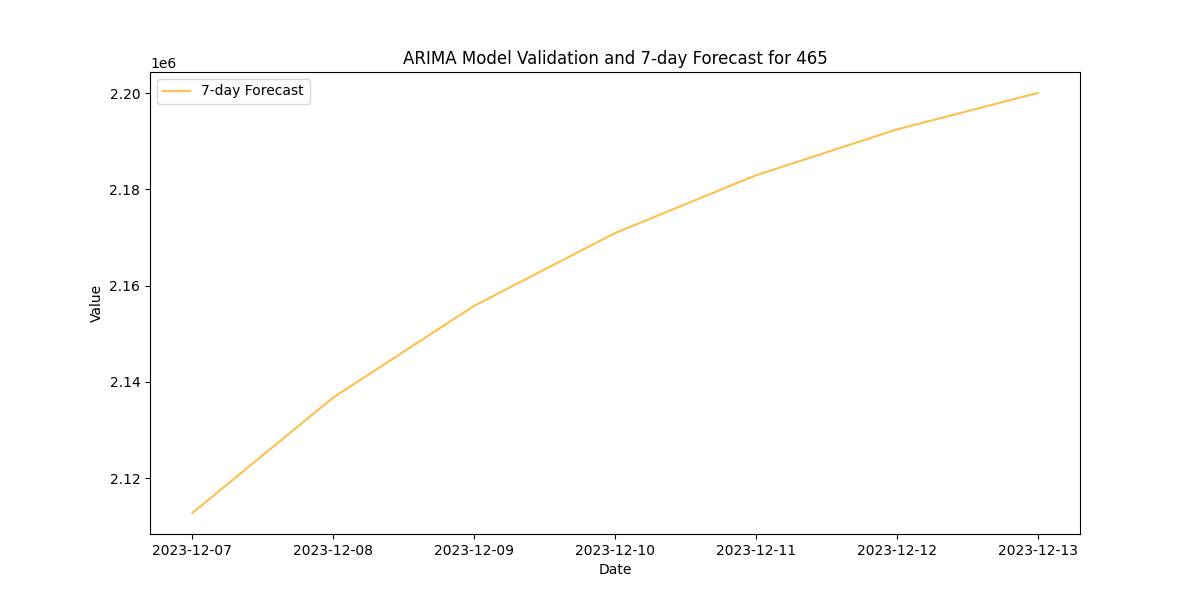 ARIMA Model Validation and 7-day Forecast for 465
1e6
7-day Forecast
2.20
2.18
2.16
2.14
2.12
Value
2023-12-07 2023-12-08 2023-12-09 2023-12-10 2023-12-11 2023-12-12 2023-12-13
Date